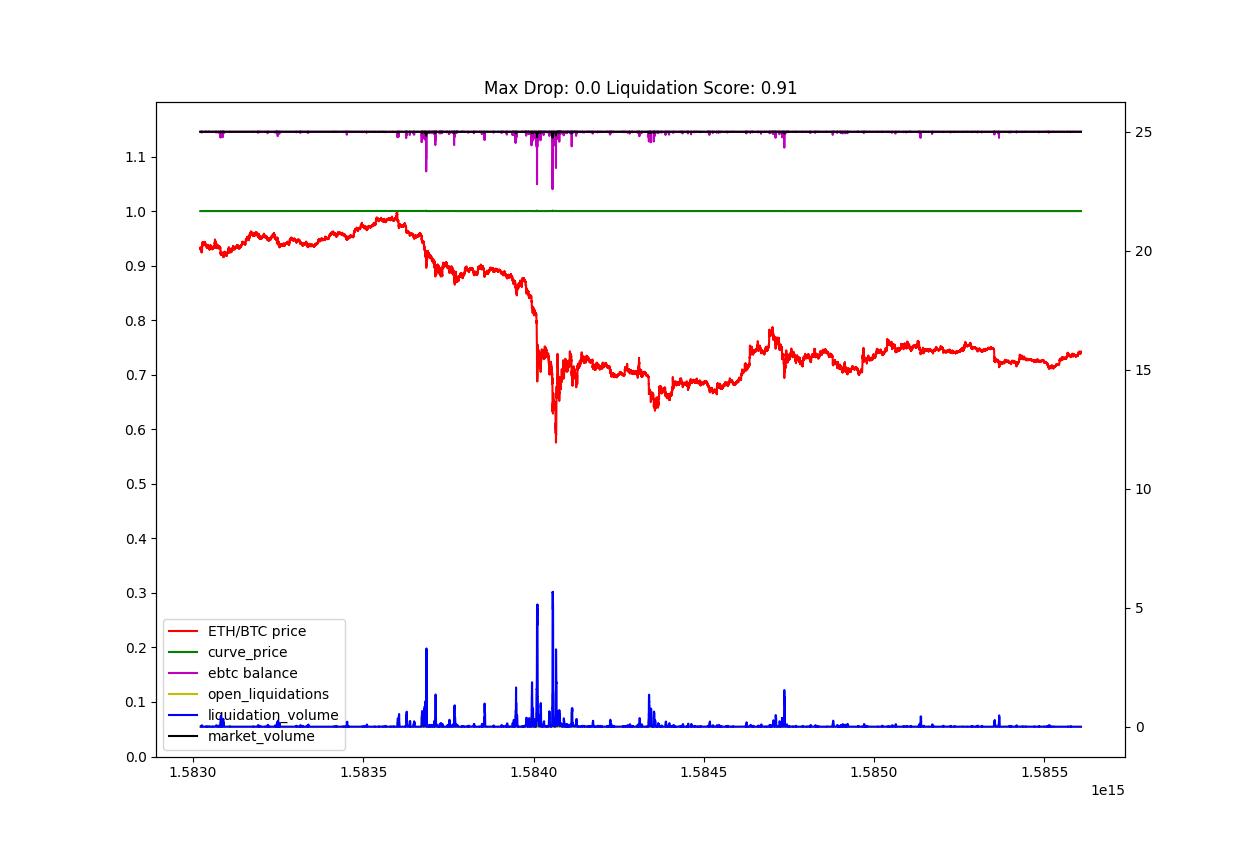 Max Drop: 0.0 Liquidation Score: 0.91
1.1
1.0
0.9
0.8
0.7
0.6
0.5
0.4
0.3
0.2
0.1
0.0
25
20
15
10
5
0
ETH/BTC price
curve_price
ebtc balance
open_liquidations
liquidation_volume
market_volume
1.5830 1.5835 1.5840 1.5845 1.5850 1.5855
1e15